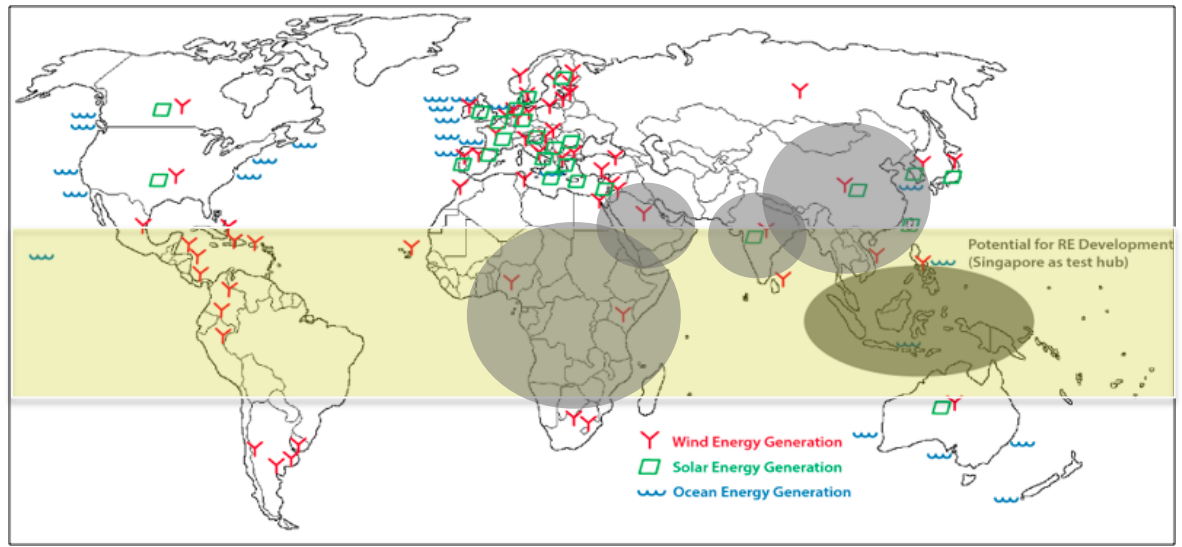 Potential for RE Development
(Singapore as test hub)
Wind Energy Generation
Solar Energy Generation
Ocean Energy Generation